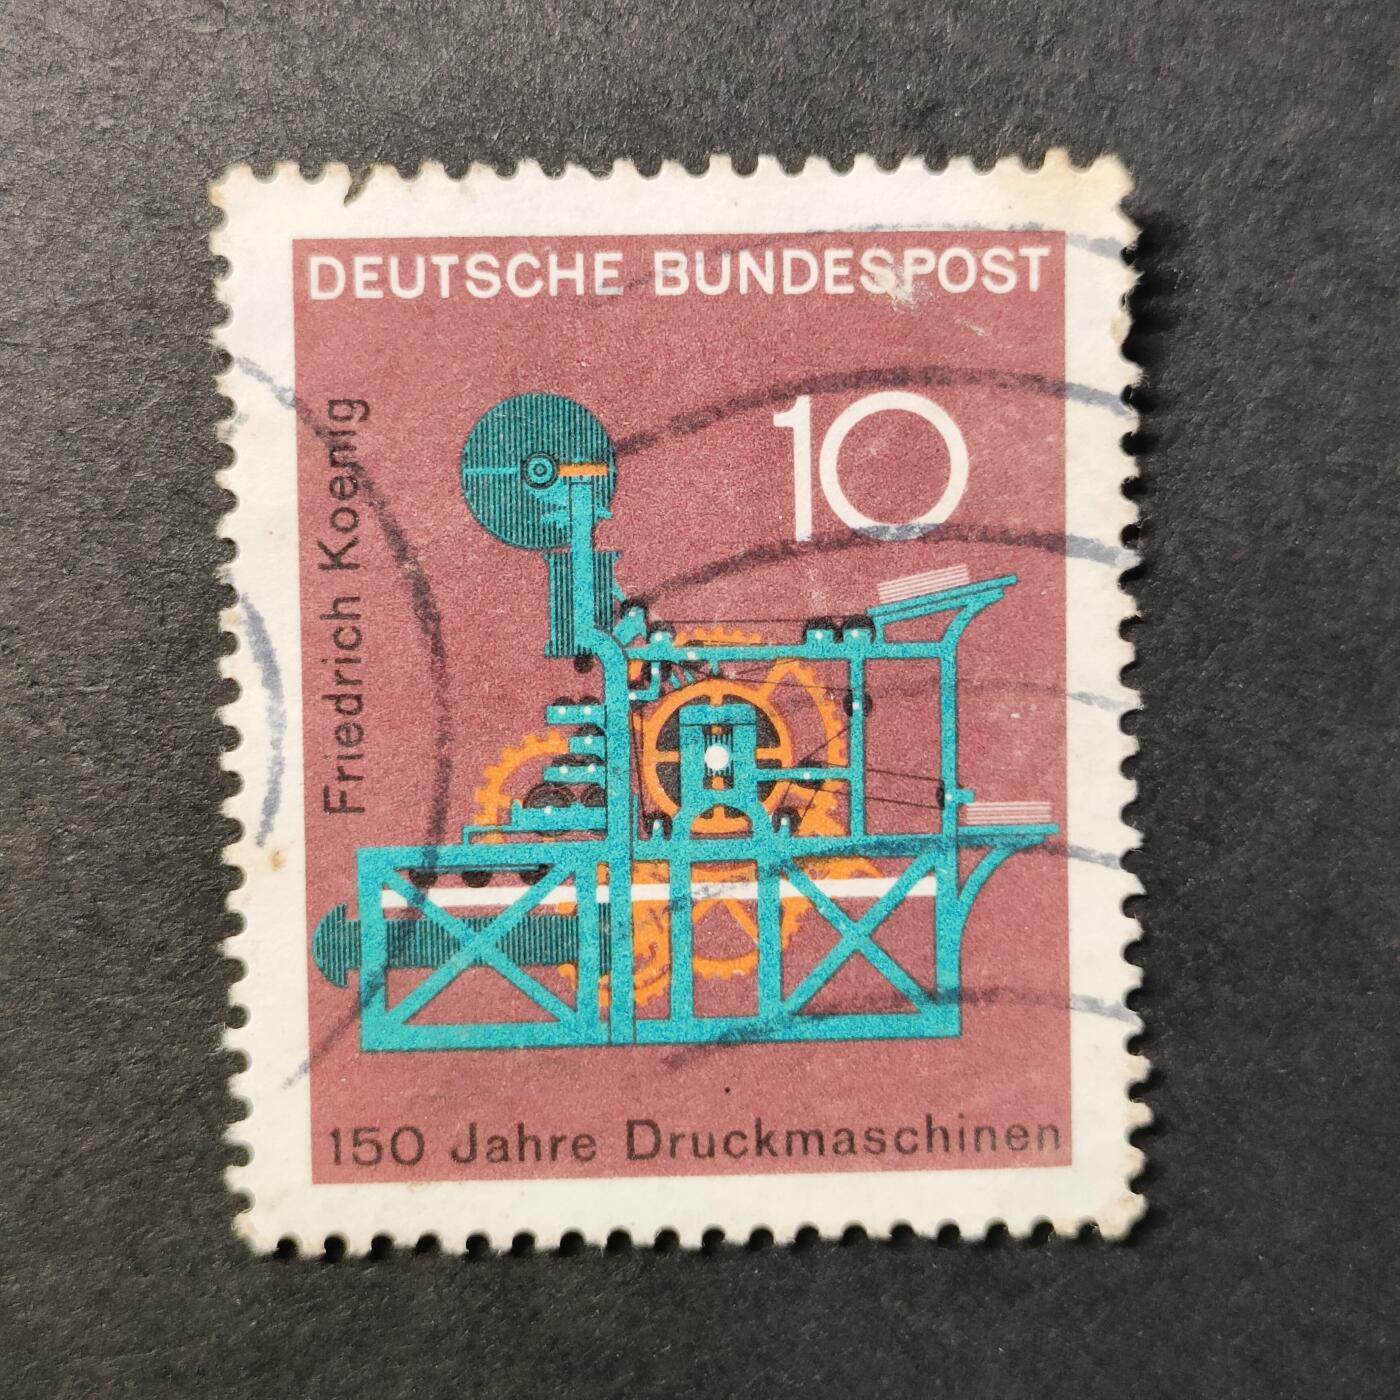 DEUTSCHE BUNDESPOST
10
Friedrich Koenig
150 Jahre Druckmaschinen